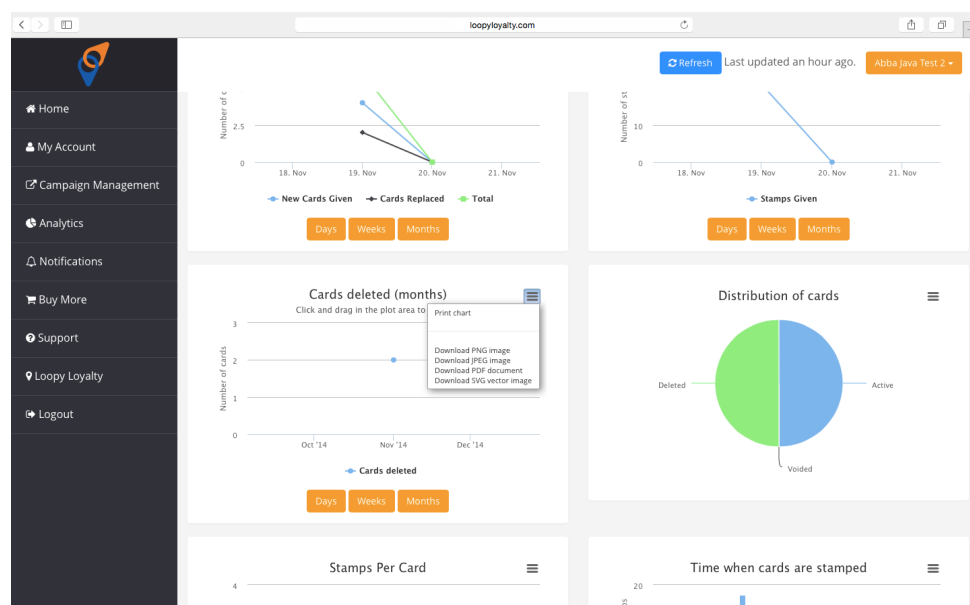 loopyloyalty.com
Refresh Last updated an hour ago. Abba Java Test 2
Home
My Account
Campaign Management
Analytics
Notifications
Buy More
Support
Loopy Loyalty
Logout
Number of c
2.5
0
18. Nov 19. Nov 20. Nov 21. Nov
New Cards Given Cards Replaced Total
Days Weeks Months
Number of st
10
0
18. Nov 19. Nov 20. Nov 21. Nov
Stamps Given
Days Weeks Months
Cards deleted (months)
Click and drag in the plot area to
Print chart
Download PNG image
Download JPEG image
Download PDF document
Download SVG vector image
Number of cards
3
2
1
0
Oct '14 Nov '14 Dec '14
Cards deleted
Days Weeks Months
Distribution of cards
Deleted
Active
Voided
Stamps Per Card
4
Time when cards are stamped
20